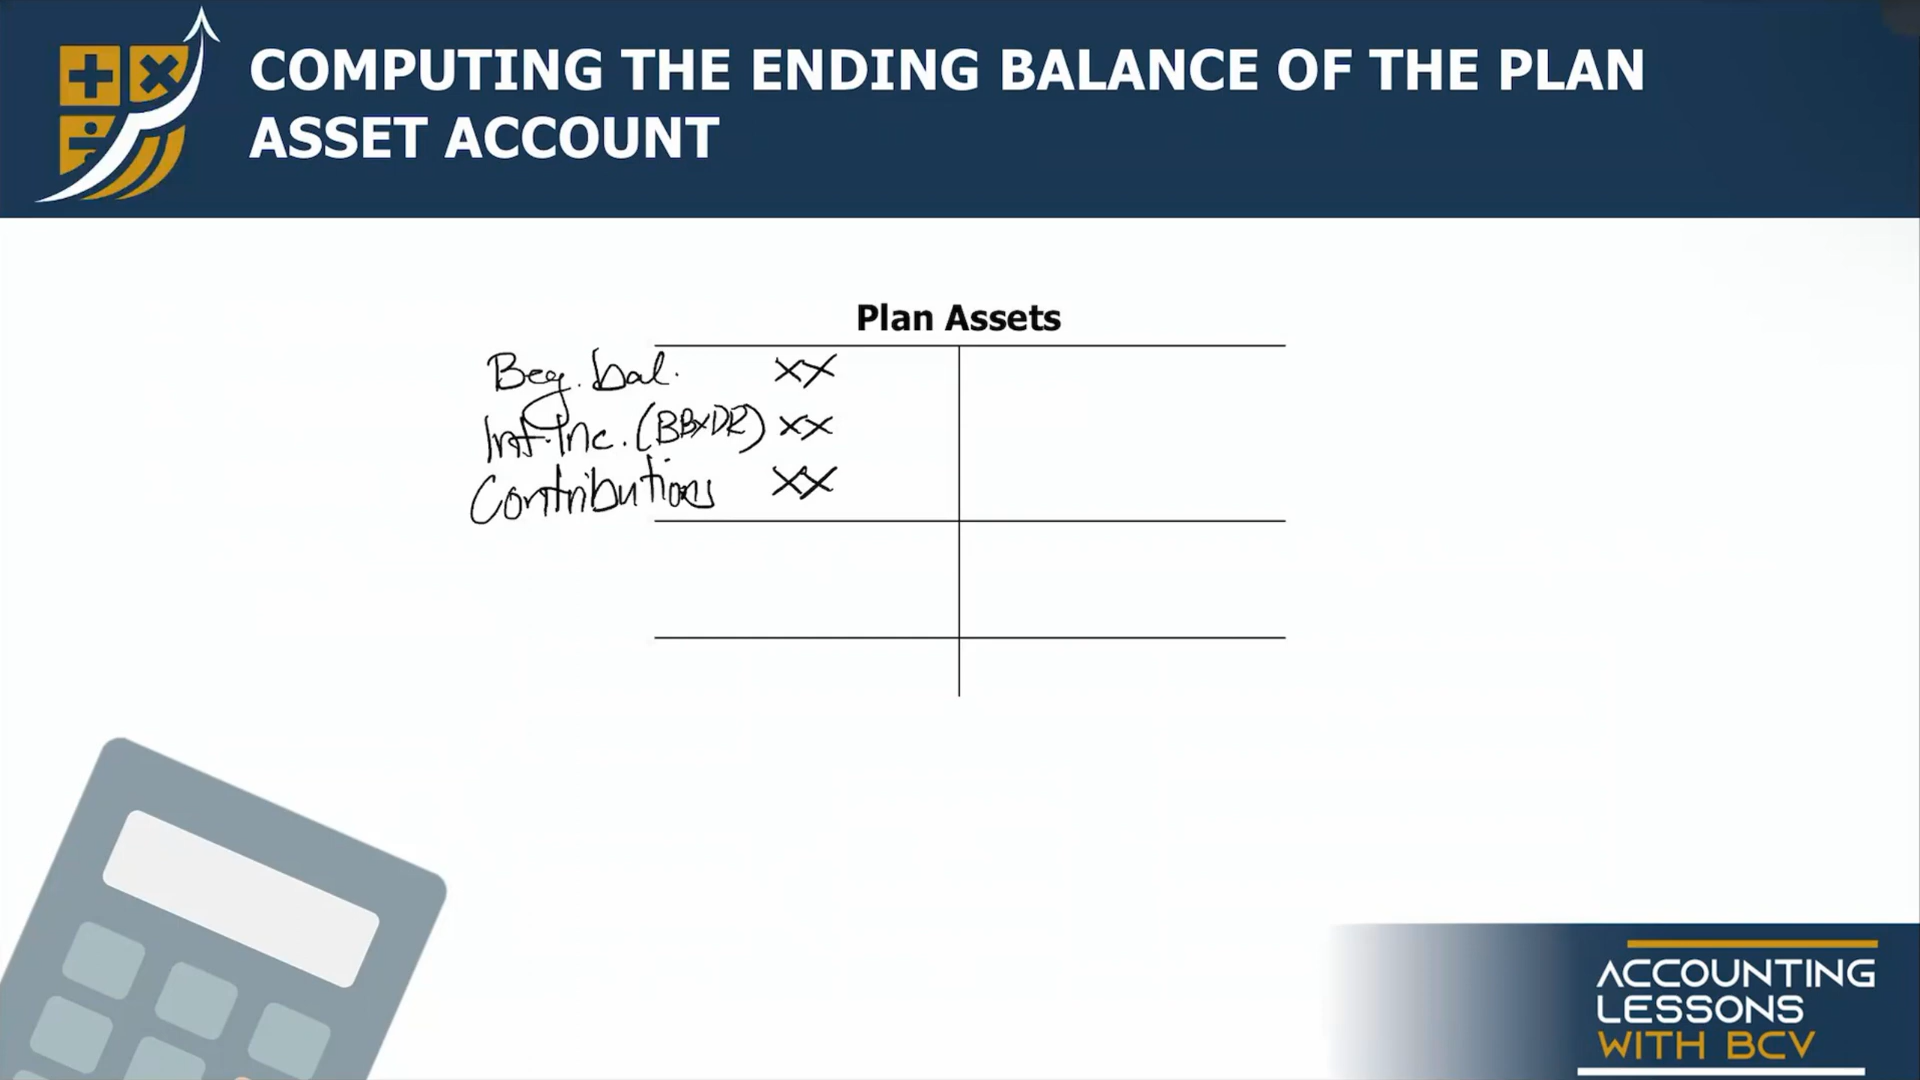 COMPUTING THE ENDING BALANCE OF THE PLAN
ASSET ACCOUNT
Plan Assets
Beg. bal. XX
Int. Inc. (BBxDR) XX
Contributions XX
ACCOUNTING
LESSONS
WITH BCV